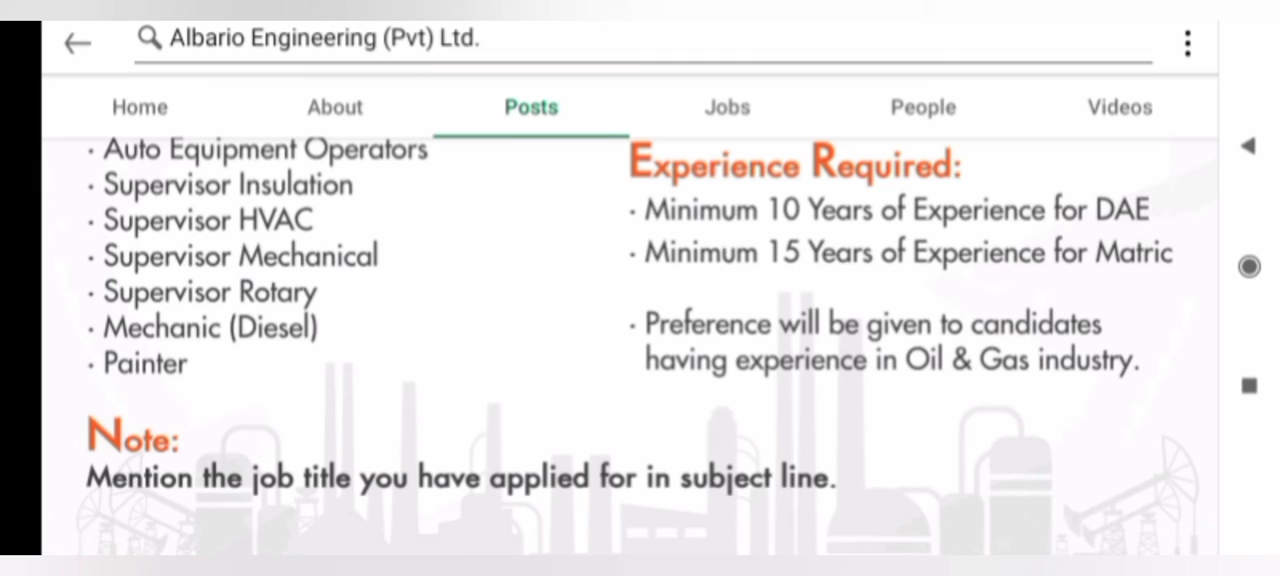 Albario Engineering (Pvt) Ltd.
Home About Posts Jobs People Videos
· Auto Equipment Operators
· Supervisor Insulation
· Supervisor HVAC
· Supervisor Mechanical
· Supervisor Rotary
· Mechanic (Diesel)
· Painter
Experience Required:
· Minimum 10 Years of Experience for DAE
· Minimum 15 Years of Experience for Matric
· Preference will be given to candidates
having experience in Oil & Gas industry.
Note:
Mention the job title you have applied for in subject line.